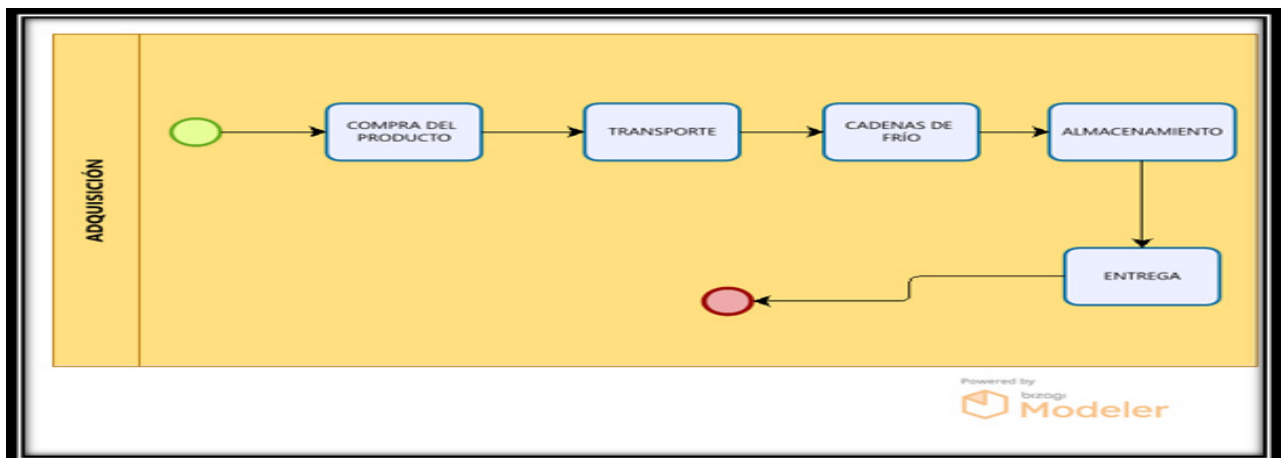 ADQUISICIÓN
COMPRA DEL
PRODUCTO
TRANSPORTE
CADENAS DE
FRÍO
ALMACENAMIENTO
ENTREGA
Powered by
bizagi
Modeler